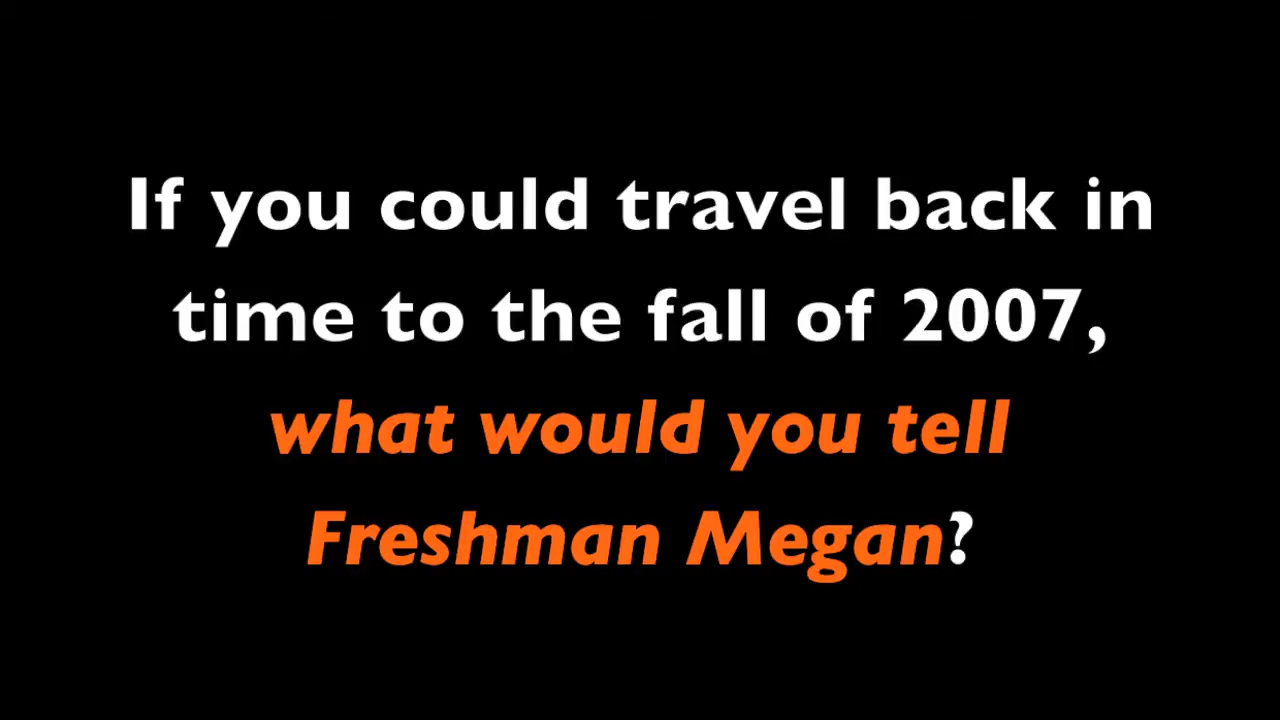 If you could travel back in
time to the fall of 2007,
what would you tell
Freshman Megan?